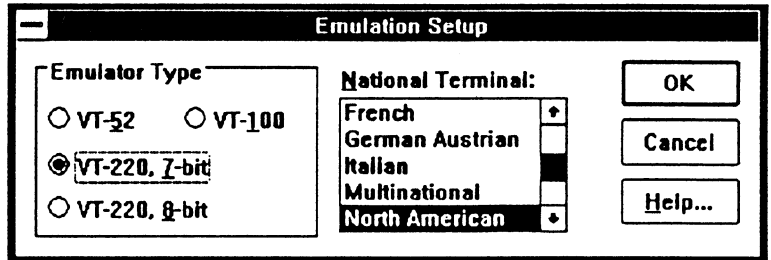 Emulation Setup
Emulator Type
VT-52
VT-100
VT-220, 7-bit
VT-220, 8-bit
National Terminal:
French
German Austrian
Italian
Multinational
North American
OK
Cancel
Help...